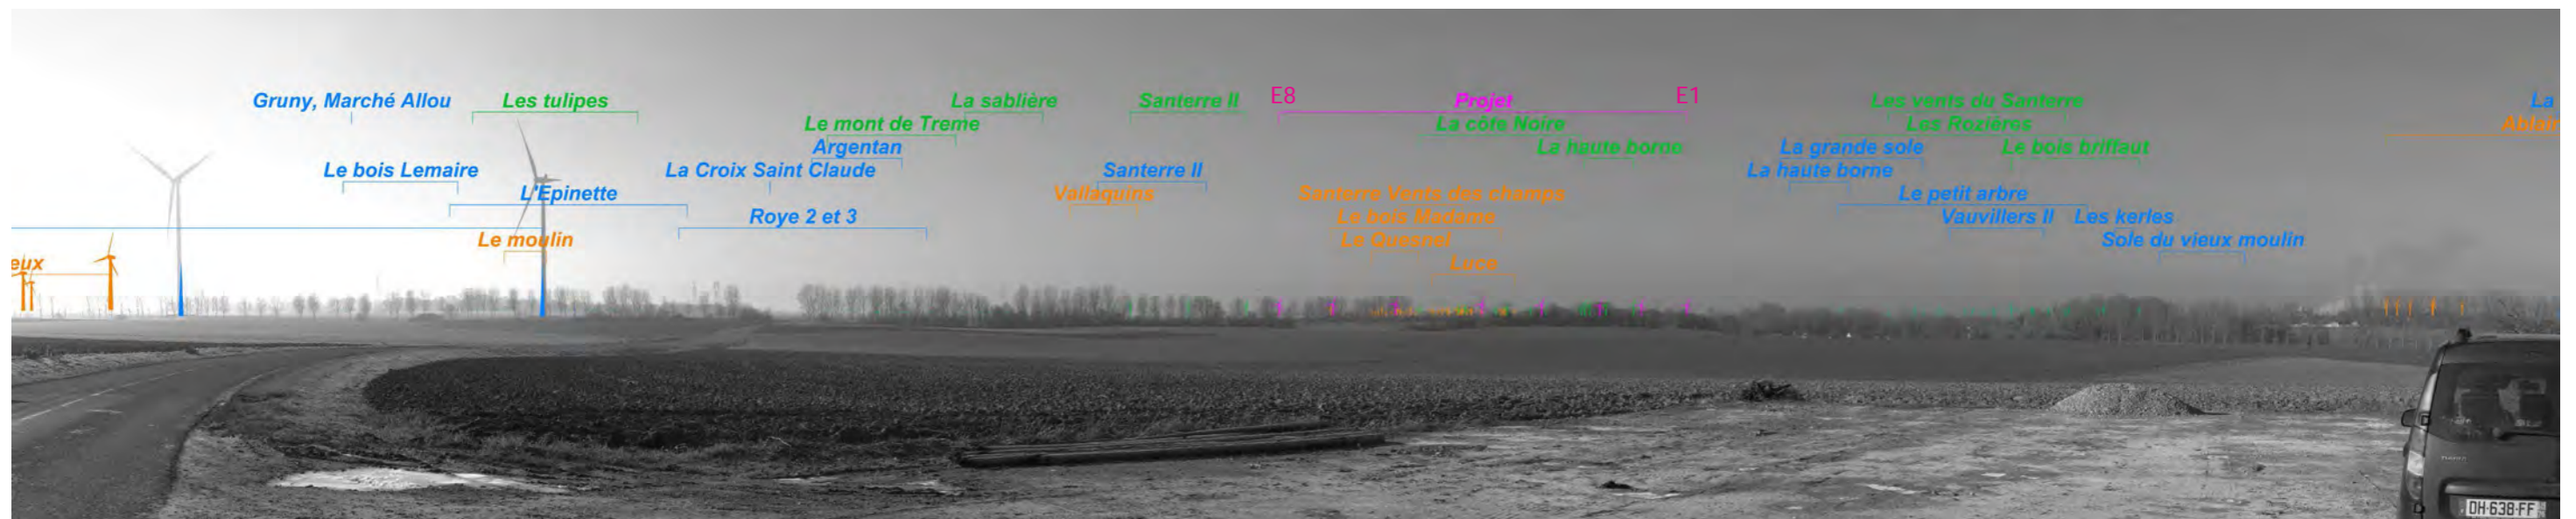 Gruny, Marché Allou
Les tulipes
La sablière
Santerre II
E8
Projet
E1
Les vents du Santerre
La
Le mont de Treme
La côte Noire
Les Rozières
Ablain
Argentan
La haute borne
La grande sole
Le bois briffaut
Le bois Lemaire
La Croix Saint Claude
Santerre II
La haute borne
L'Epinette
Vallaquins
Santerre Vents des champs
Le petit arbre
Roye 2 et 3
Le bois Madame
Vauvillers II
Les kerles
Le moulin
Le Quesnel
Sole du vieux moulin
eux
Luce
DH-638-FF